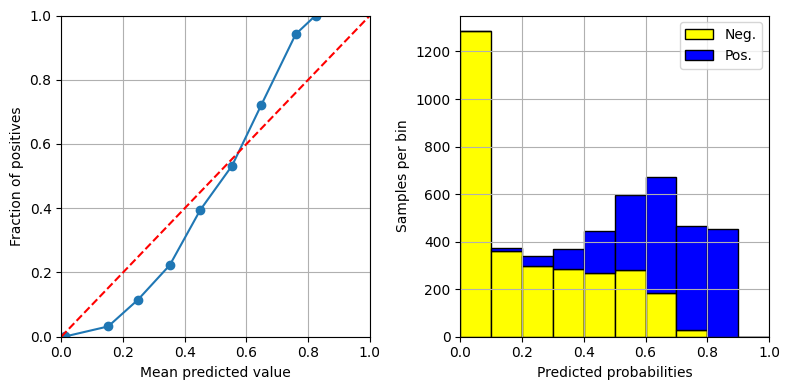 1.0
0.8
0.6
0.4
0.2
0.0
Fraction of positives
0.0 0.2 0.4 0.6 0.8 1.0
Mean predicted value
1200
1000
800
600
400
200
0
Samples per bin
0.0 0.2 0.4 0.6 0.8 1.0
Predicted probabilities
Neg.
Pos.